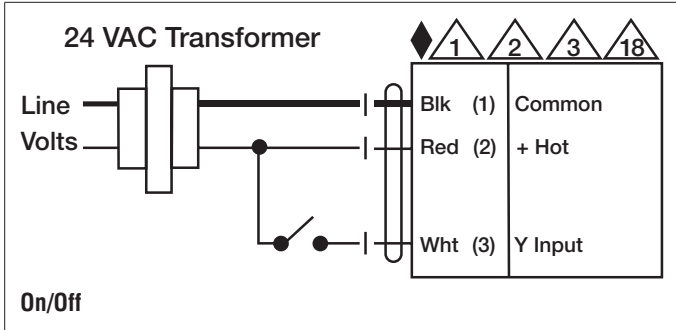 24 VAC Transformer
1 2 3 18
Line
Volts
Blk (1) Common
Red (2) + Hot
Wht (3) Y Input
On/Off